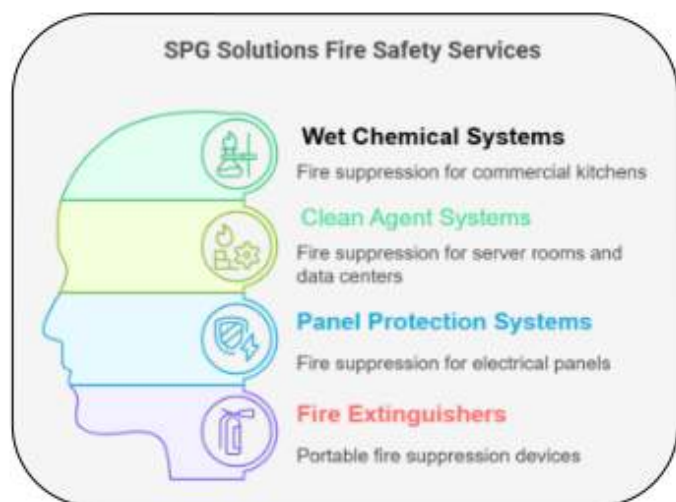 SPG Solutions Fire Safety Services
Wet Chemical Systems
Fire suppression for commercial kitchens
Clean Agent Systems
Fire suppression for server rooms and
data centers
Panel Protection Systems
Fire suppression for electrical panels
Fire Extinguishers
Portable fire suppression devices